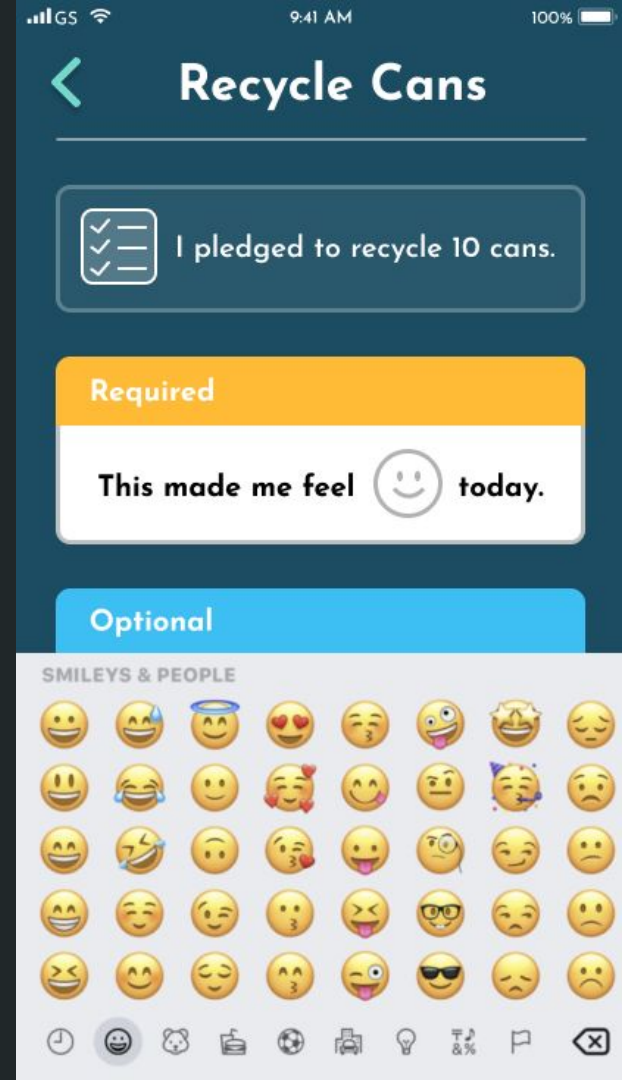 GS 9:41 AM 100%
Recycle Cans
I pledged to recycle 10 cans.
Required
This made me feel today.
Optional
SMILEYS & PEOPLE
&%